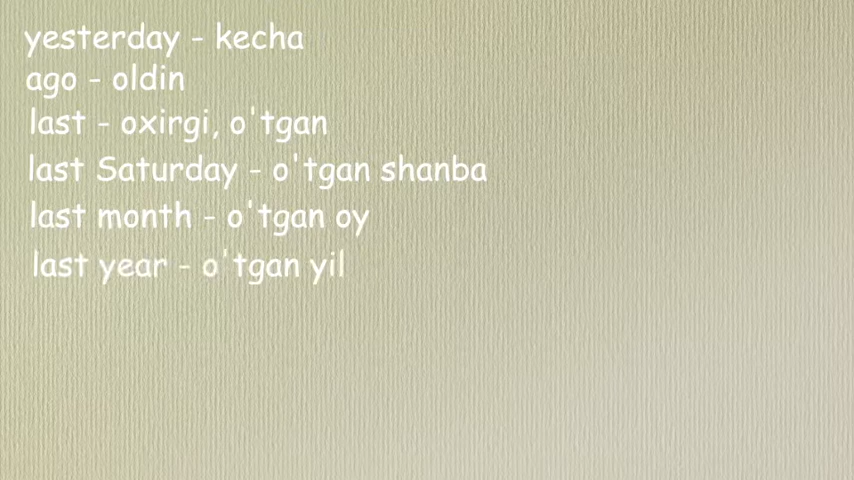 yesterday - kecha
ago - oldin
last - oxirgi, o'tgan
last Saturday - o'tgan shanba
last month - o'tgan oy
last year - o'tgan yil